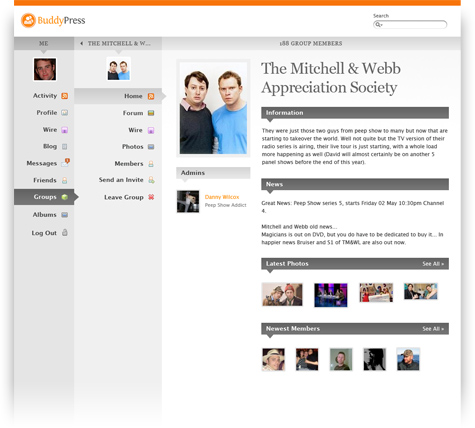 BuddyPress
Search
ME
THE MITCHELL & W...
188 GROUP MEMBERS
Activity
Profile
Wire
Blog
Messages
Friends
Groups
Albums
Log Out
Home
Forum
Wire
Photos
Members
Send an Invite
Leave Group
Admins
Danny Wilcox
Peep Show Addict
The Mitchell & Webb
Appreciation Society
Information
They were just those two guys from peep show to many but now that are
starting to takeover the world. Well not quite but the TV version of their
radio series is airing, their live tour is just starting, with a whole load
more happening as well (David will almost certainly be on another 5
panel shows before the end of this year).
News
Great News: Peep Show series 5, starts Friday 02 May 10:30pm Channel
4.
Mitchell and Webb old news...
Magicians is out on DVD, but you do have to be dedicated to buy it... In
happier news Bruiser and S1 of TM&WL are also out now.
Latest Photos
See All »
Newest Members
See All »